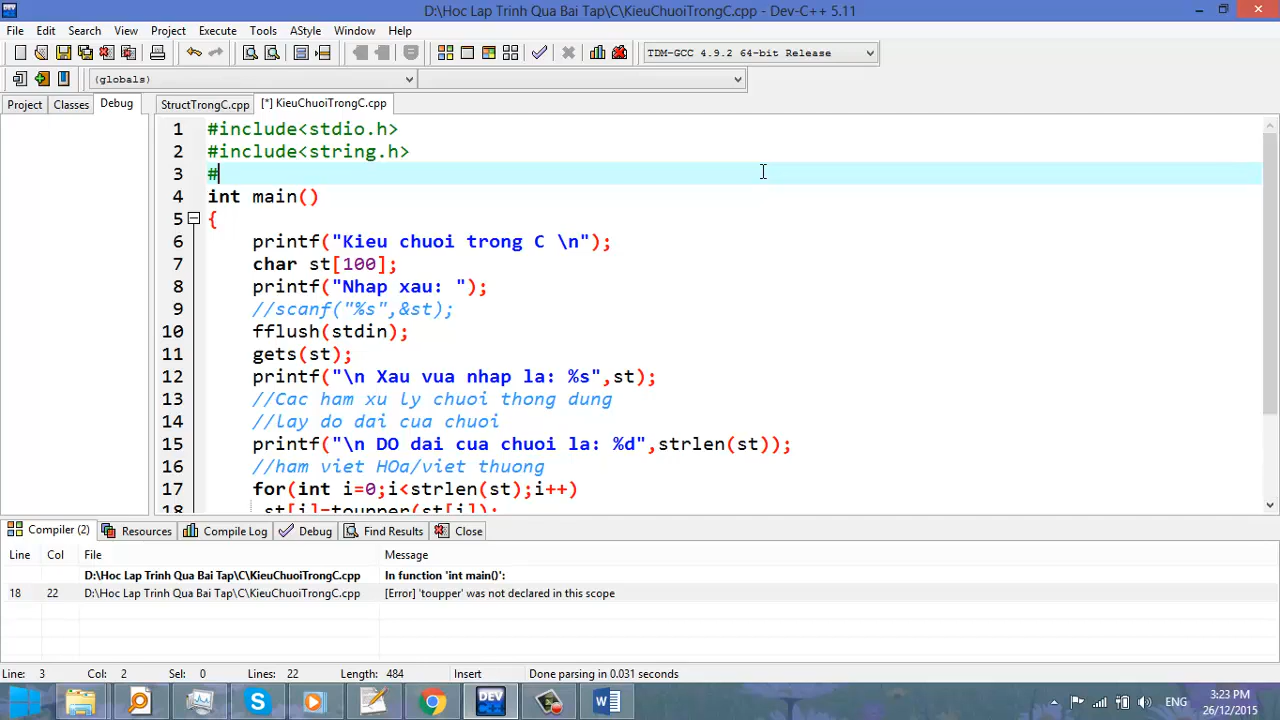 D:\Hoc Lap Trinh Qua Bai Tap\C\KieuChuoiTrongC.cpp - Dev-C++ 5.11
File Edit Search View Project Execute Tools AStyle Window Help
TDM-GCC 4.9.2 64-bit Release
(globals)
Project Classes Debug StructTrongC.cpp [*] KieuChuoiTrongC.cpp
1 #include<stdio.h>
2 #include<string.h>
3 #
4 int main()
5 {
6 printf("Kieu chuoi trong C \n");
7 char st[100];
8 printf("Nhap xau: ");
9 //scanf("%s",&st);
10 fflush(stdin);
11 gets(st);
12 printf("\n Xau vua nhap la: %s",st);
13 //Cac ham xu ly chuoi thong dung
14 //lay do dai cua chuoi
15 printf("\n DO dai cua chuoi la: %d",strlen(st));
16 //ham viet HOa/viet thuong
17 for(int i=0;i<strlen(st);i++)
18 st[i]=toupper(st[i]);
Compiler (2) Resources Compile Log Debug Find Results Close
Line Col File Message
D:\Hoc Lap Trinh Qua Bai Tap\C\KieuChuoiTrongC.cpp In function 'int main()':
18 22 D:\Hoc Lap Trinh Qua Bai Tap\C\KieuChuoiTrongC.cpp [Error] 'toupper' was not declared in this scope
Line: 3 Col: 2 Sel: 0 Lines: 22 Length: 484 Insert Done parsing in 0.031 seconds
ENG 3:23 PM
26/12/2015